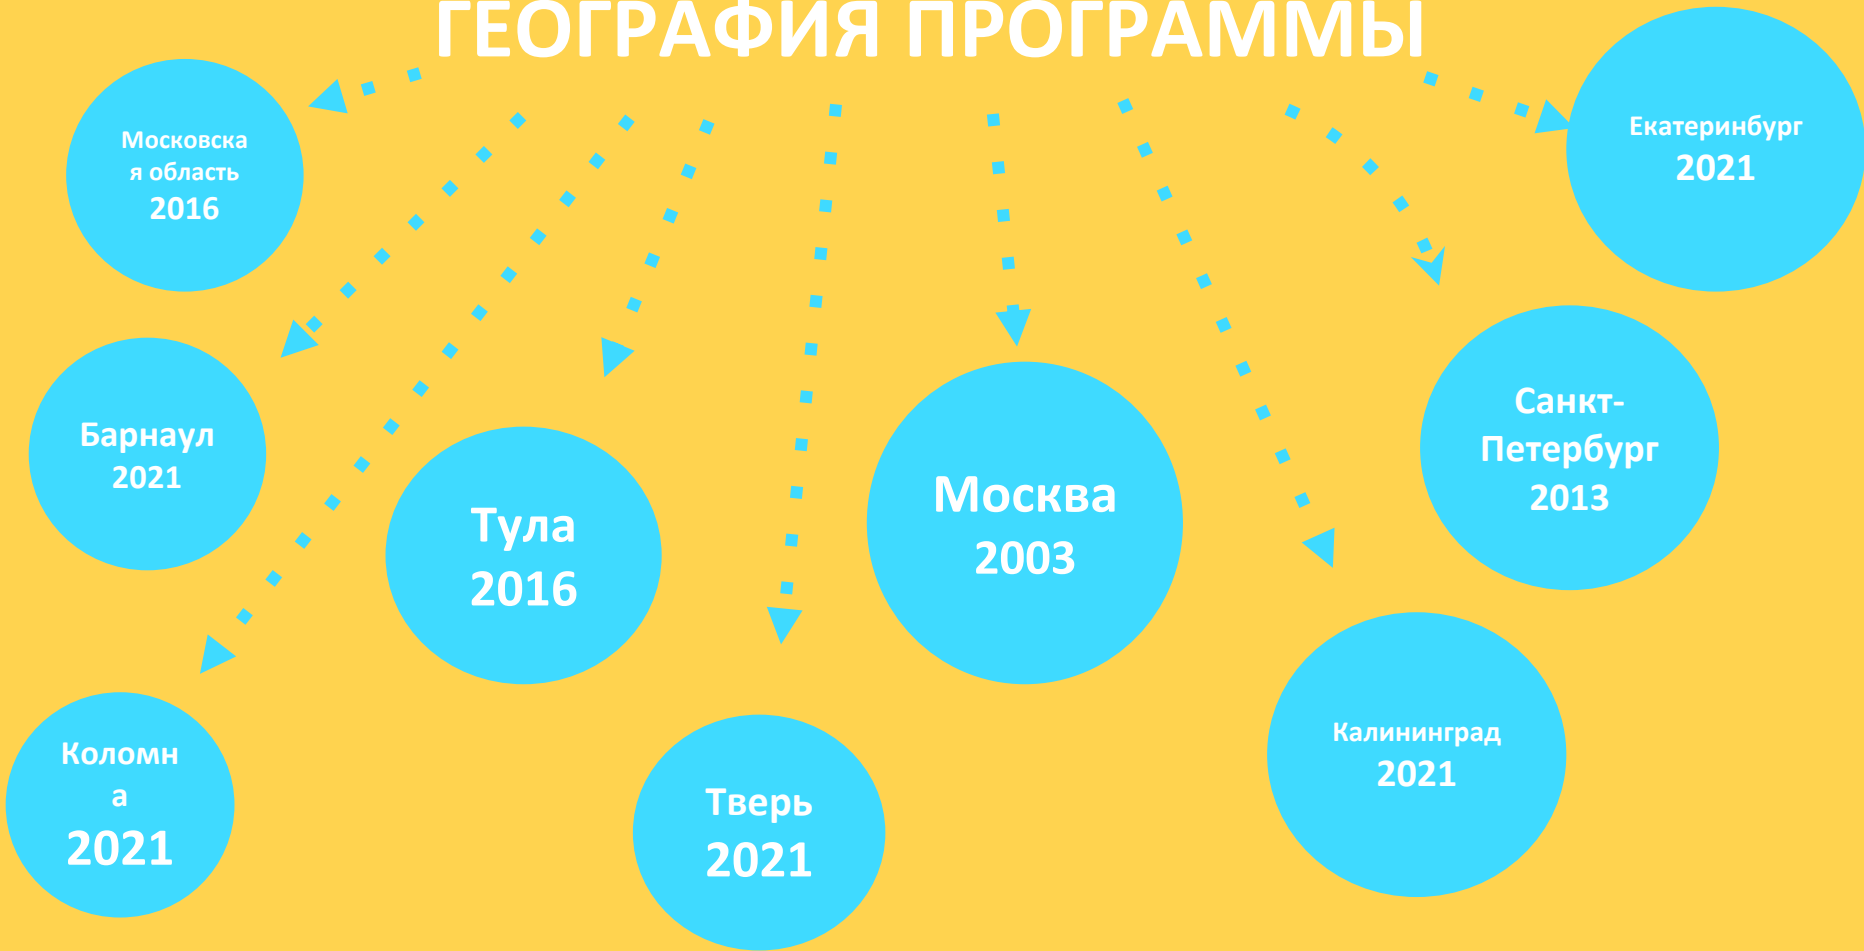 ГЕОГРАФИЯ ПРОГРАММЫ
Московска
я область
2016
Екатеринбург
2021
Барнаул
2021
Тула
2016
Москва
2003
Санкт-
Петербург
2013
Коломн
а
2021
Тверь
2021
Калининград
2021